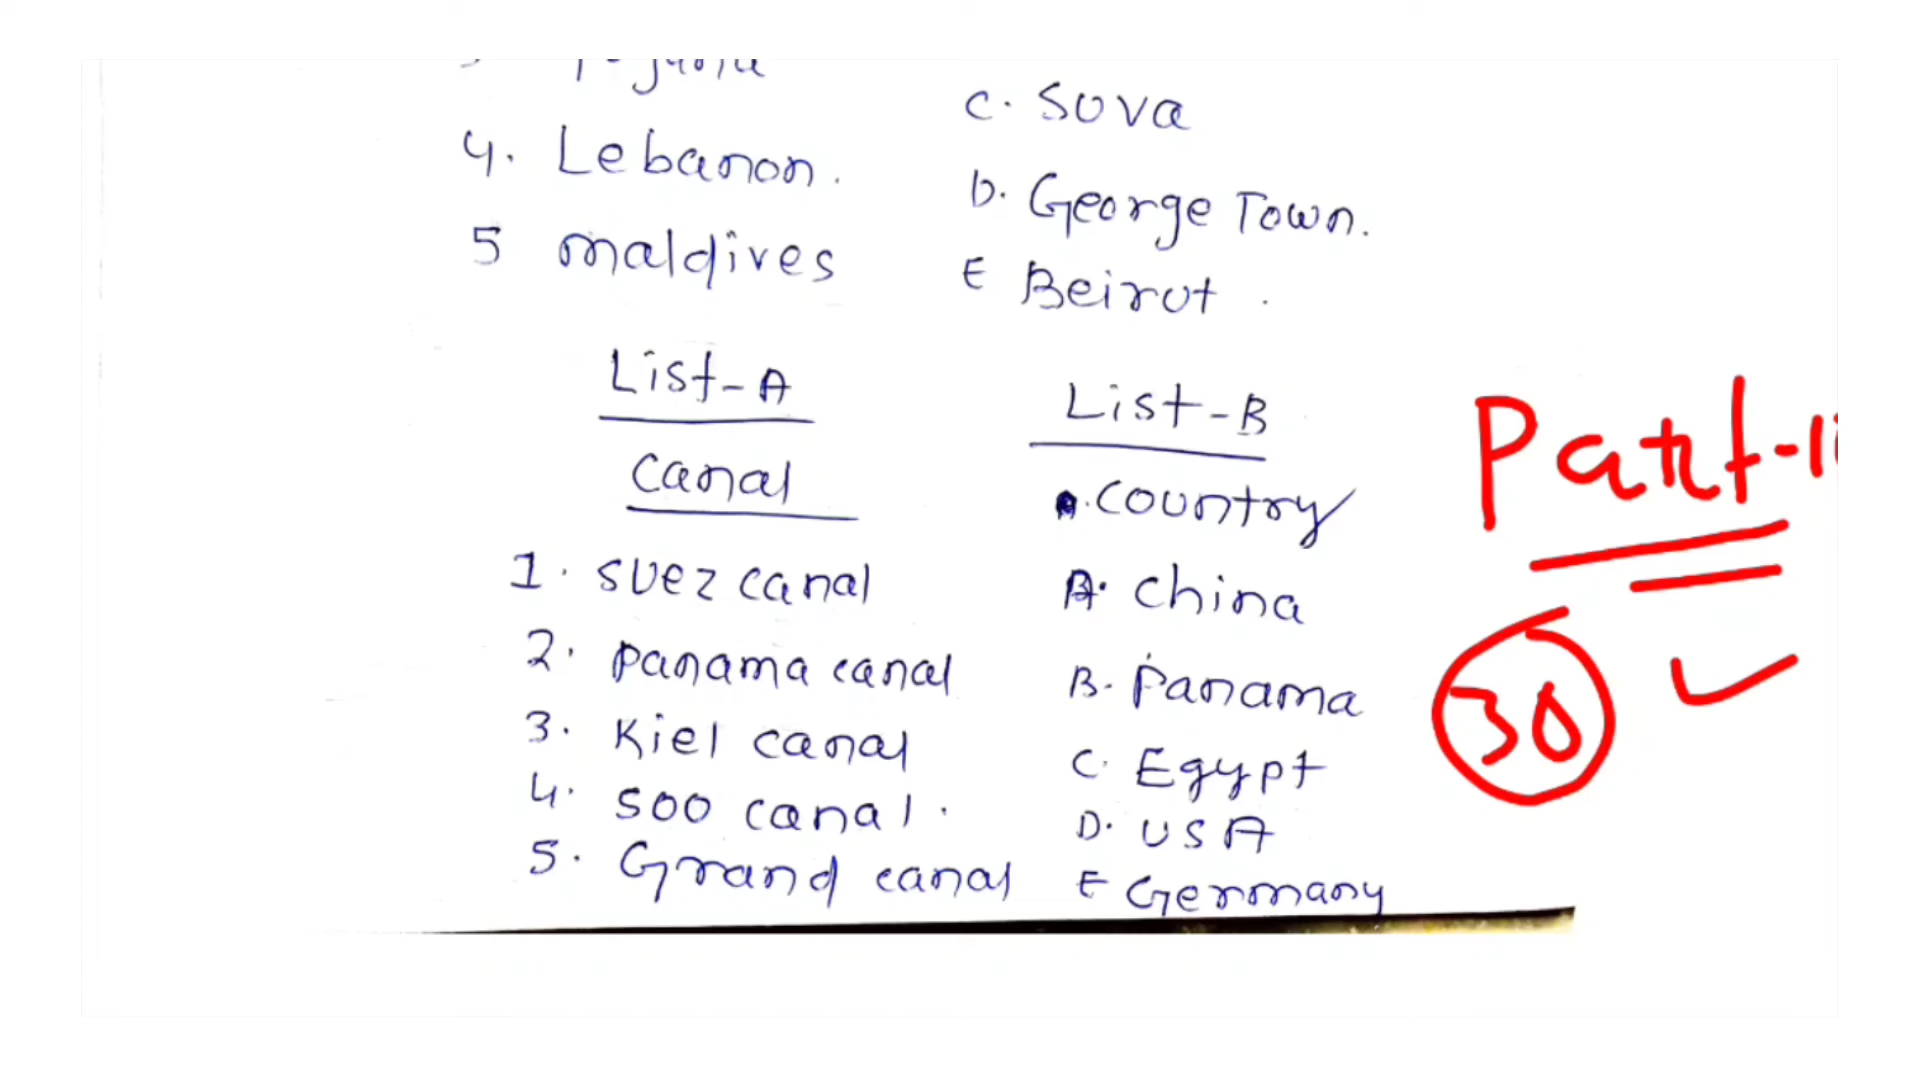 C. Suva
4. Lebanon.
D. George Town.
5 maldives
E Beirut.
List-A
List-B
Canal
Country
1. Suez canal
A. China
2. Panama canal
B. Panama
3. Kiel canal
C. Egypt
4. Soo canal.
D. USA
5. Grand canal
E Germany
Part-
30